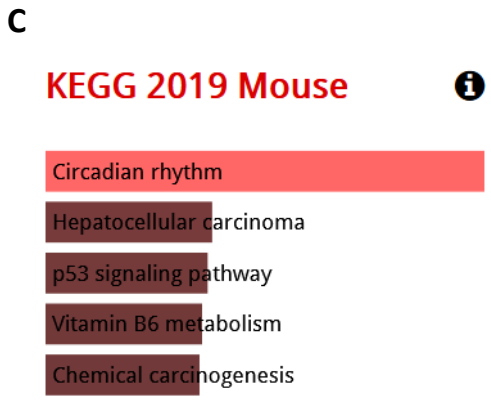 C
KEGG 2019 Mouse
Circadian rhythm
Hepatocellular carcinoma
p53 signaling pathway
Vitamin B6 metabolism
Chemical carcinogenesis